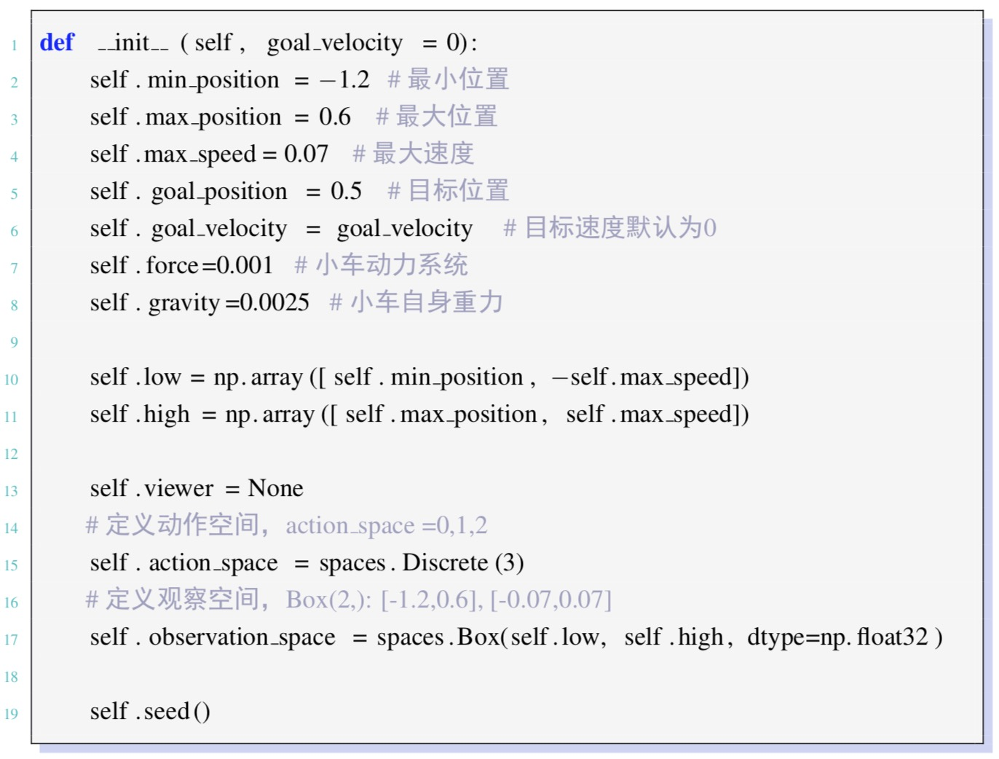 1 def __init__(self, goal_velocity = 0):
2 self.min_position = −1.2 # 最小位置
3 self.max_position = 0.6 # 最大位置
4 self.max_speed = 0.07 # 最大速度
5 self.goal_position = 0.5 # 目标位置
6 self.goal_velocity = goal_velocity # 目标速度默认为0
7 self.force=0.001 # 小车动力系统
8 self.gravity=0.0025 # 小车自身重力
9
10 self.low = np.array([self.min_position, −self.max_speed])
11 self.high = np.array([self.max_position, self.max_speed])
12
13 self.viewer = None
14 # 定义动作空间，action_space =0,1,2
15 self.action_space = spaces.Discrete(3)
16 # 定义观察空间，Box(2,): [-1.2,0.6], [-0.07,0.07]
17 self.observation_space = spaces.Box(self.low, self.high, dtype=np.float32)
18
19 self.seed()